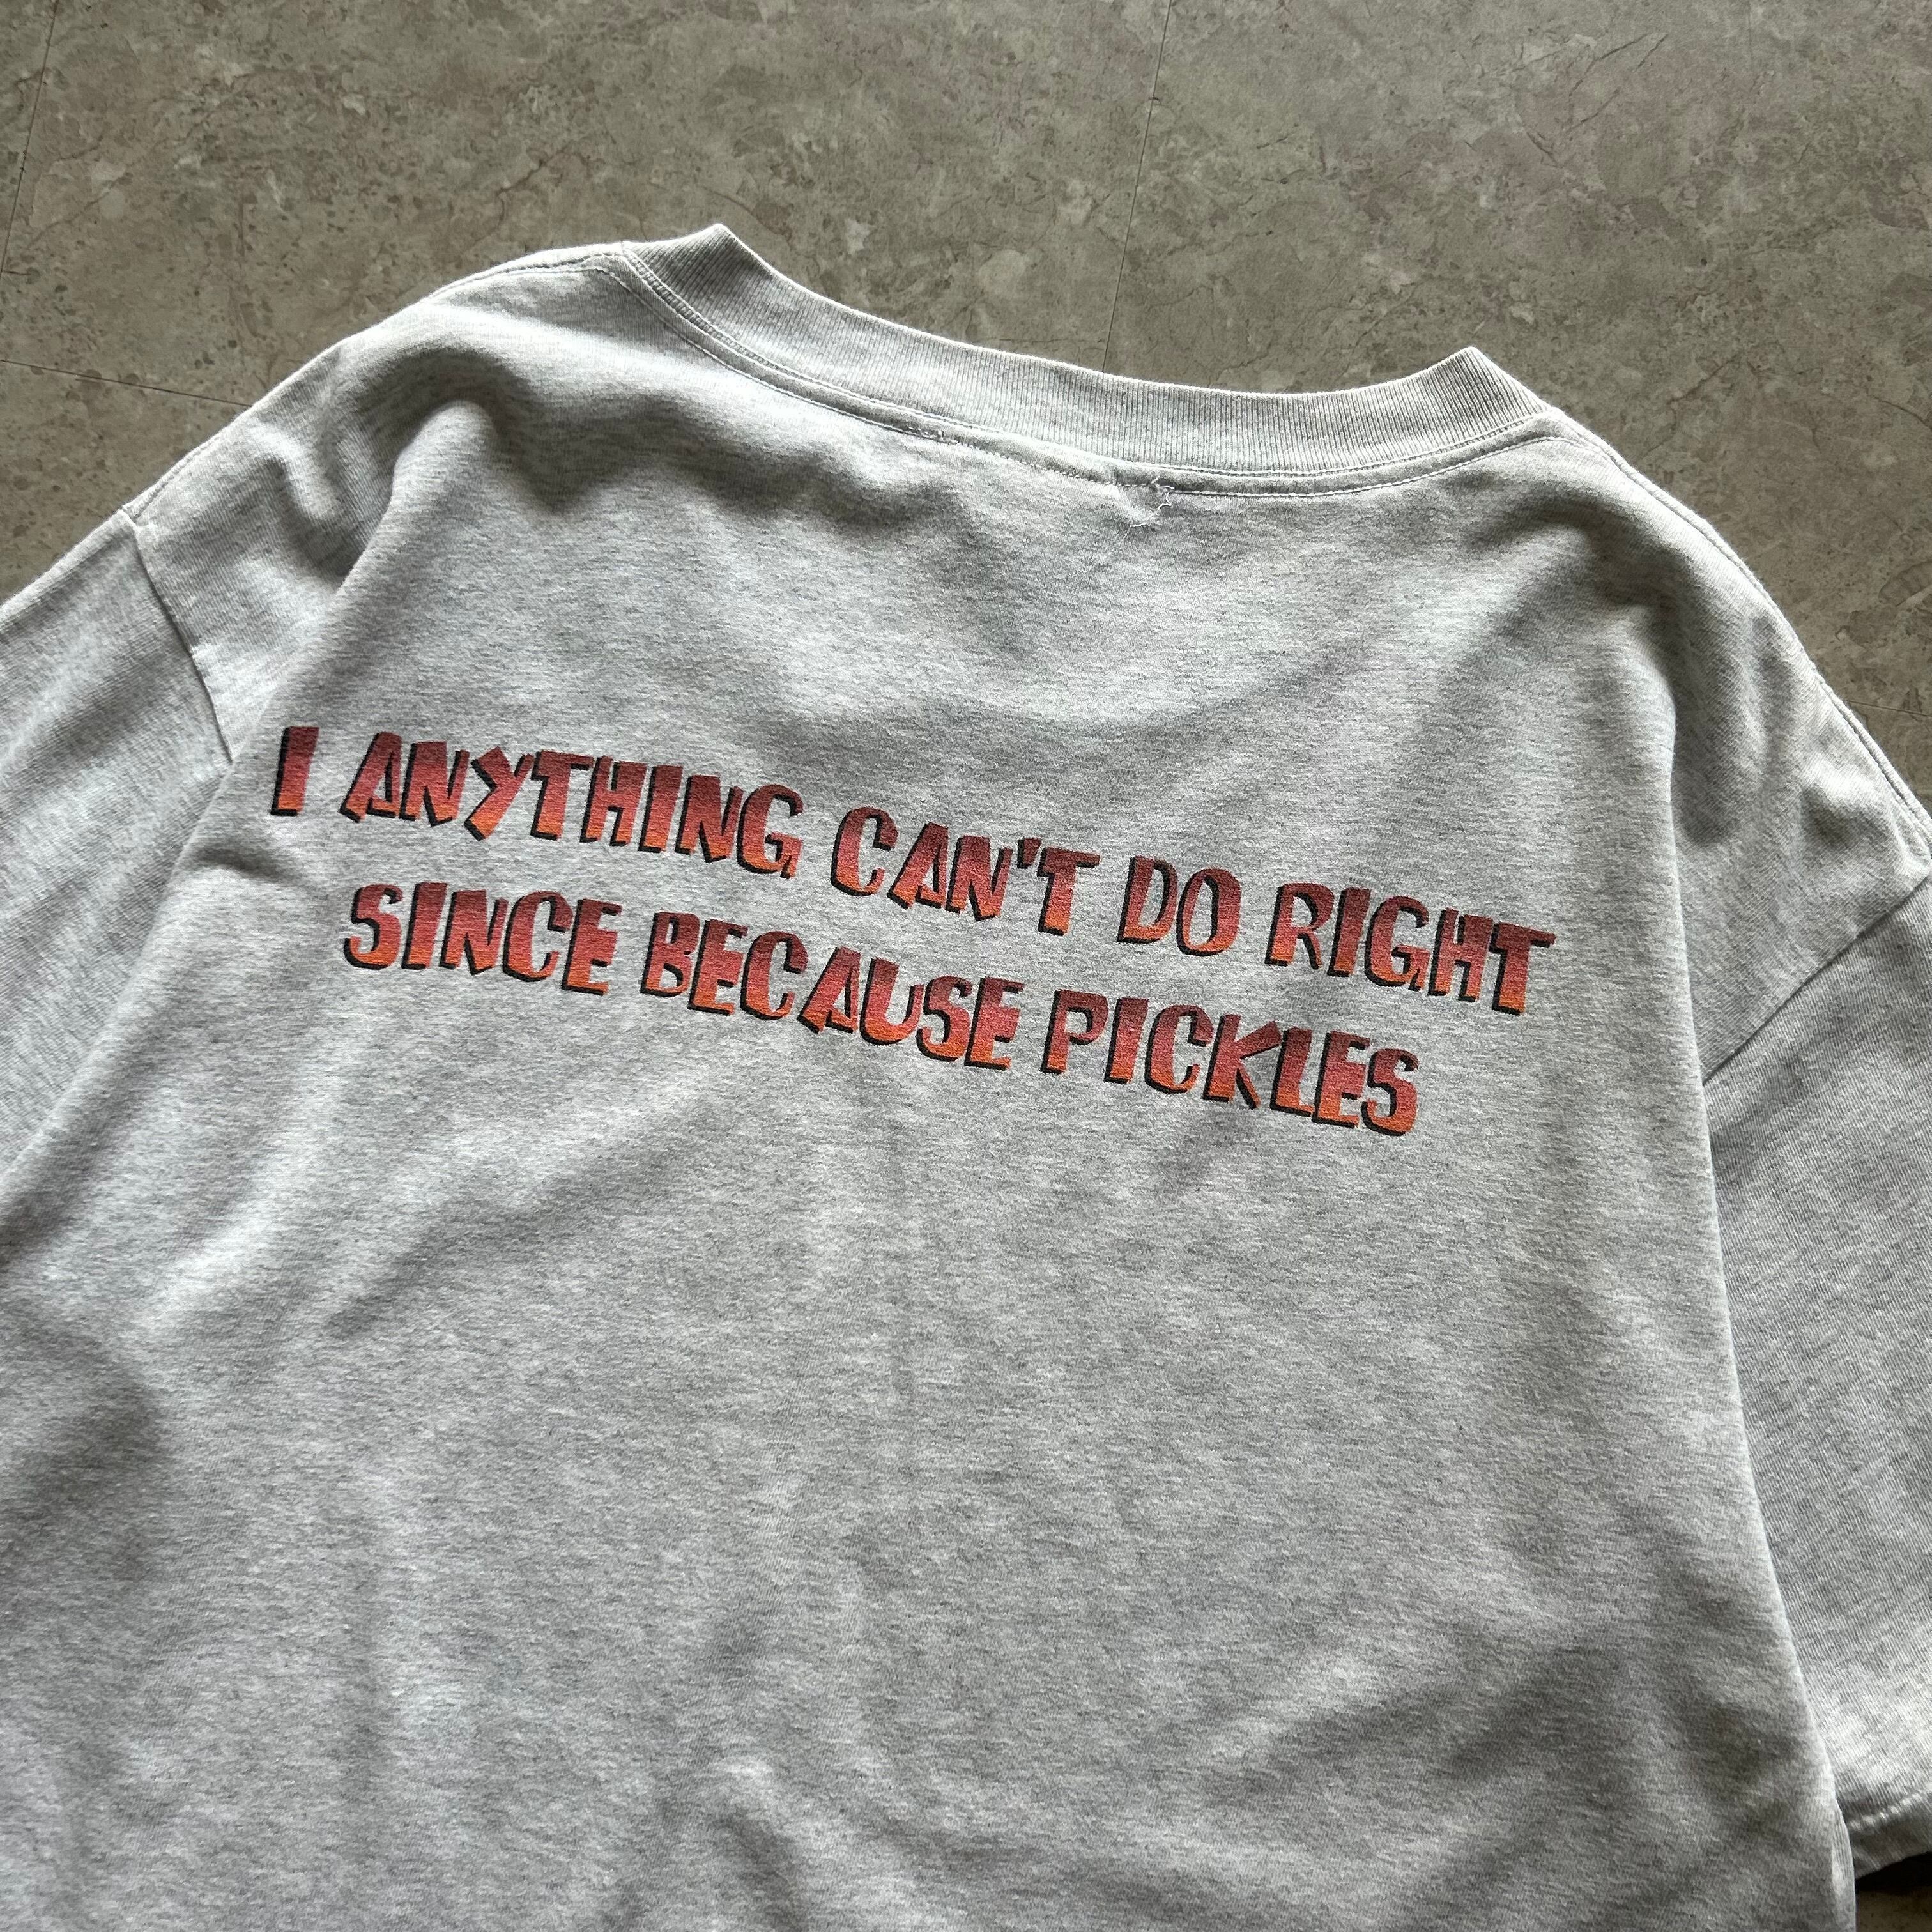 I ANYTHING CAN'T DO RIGHT
SINCE BECAUSE PICKLES